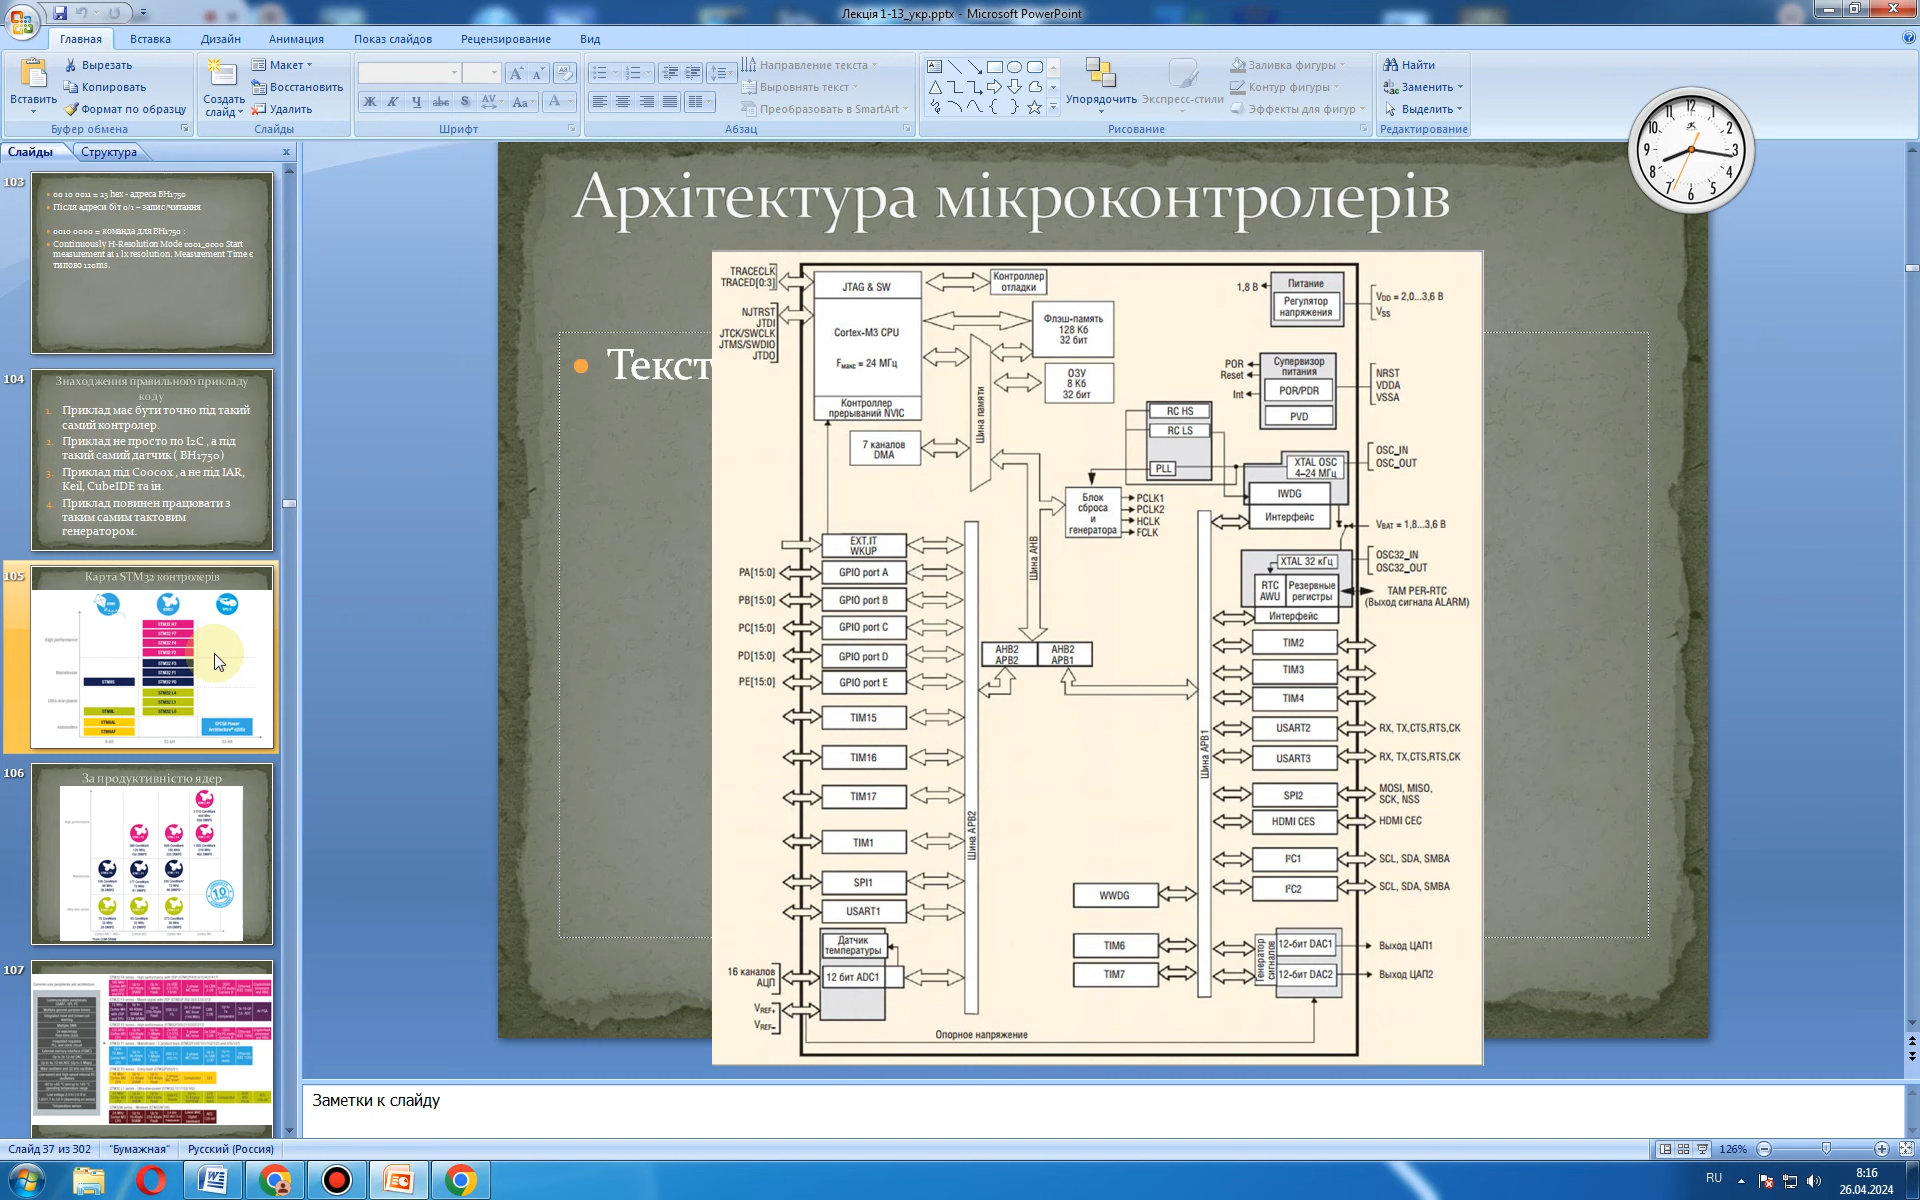 Лекція 1-13_укр.pptx - Microsoft PowerPoint
Главная
Вставка
Дизайн
Анимация
Показ слайдов
Рецензирование
Вид
Вставить
Вырезать
Копировать
Формат по образцу
Буфер обмена
Создать слайд
Макет
Восстановить
Удалить
Слайды
Шрифт
Направление текста
Выровнять текст
Преобразовать в SmartArt
Абзац
Упорядочить
Экспресс-стили
Заливка фигуры
Контур фигуры
Эффекты для фигур
Рисование
Найти
Заменить
Выделить
Редактирование
Слайды
Структура
103
00 10 0011 = 23 hex - адреса BH1750
Після адреси біт 0/1 – запис/читання
0010 0000 = команда для BH1750 :
Continuously H-Resolution Mode 0001_0000 Start
measurement at 1 lx resolution. Measurement Time є
типово 120ms.
104
Знаходження правильного прикладу
коду
1. Приклад має бути точно під такий
самий контролер.
2. Приклад не просто по I2C , а під
такий самий датчик ( BH1750)
3. Приклад під Coocox , а не під IAR,
Keil, CubeIDE та ін.
4. Приклад повинен працювати з
таким самим тактовим
генератором.
105
Карта STM32 контролерів
106
За продуктивністю ядер
107
Архітектура мікроконтролерів
Текст
TRACECLK
TRACED[0:3]
NJTRST
JTDI
JTCK/SWCLK
JTMS/SWDIO
JTDO
JTAG & SW
Cortex-M3 CPU
Fмакс = 24 МГц
Контроллер
прерываний NVIC
Контроллер
отладки
Флэш-память
128 Кб
32 бит
ОЗУ
8 Кб
32 бит
Шина памяти
7 каналов
DMA
1,8 В
Питание
Регулятор
напряжения
VDD = 2,0...3,6 В
VSS
POR
Reset
Int
Супервизор
питания
POR/PDR
PVD
NRST
VDDA
VSSA
RC HS
RC LS
PLL
XTAL OSC
4–24 МГц
OSC_IN
OSC_OUT
IWDG
Интерфейс
Блок
сброса
и
генератора
PCLK1
PCLK2
HCLK
FCLK
VBAT = 1,8...3,6 В
Шина AHB
XTAL 32 кГц
OSC32_IN
OSC32_OUT
RTC
AWU
Резервные
регистры
TAM PER-RTC
(Выход сигнала ALARM)
Интерфейс
EXT.IT
WKUP
PA[15:0]
GPIO port A
PB[15:0]
GPIO port B
PC[15:0]
GPIO port C
PD[15:0]
GPIO port D
PE[15:0]
GPIO port E
TIM15
TIM16
TIM17
TIM1
SPI1
USART1
Датчик
температуры
16 каналов
АЦП
12 бит ADC1
VREF+
VREF–
Шина APB2
AHB2
APB2
AHB2
APB1
Шина APB1
TIM2
TIM3
TIM4
USART2
RX, TX,CTS,RTS,CK
USART3
RX, TX,CTS,RTS,CK
SPI2
MOSI, MISO,
SCK, NSS
HDMI CES
HDMI CEC
I²C1
SCL, SDA, SMBA
I²C2
SCL, SDA, SMBA
WWDG
TIM6
TIM7
Генератор
сигналов
12-бит DAC1
Выход ЦАП1
12-бит DAC2
Выход ЦАП2
Опорное напряжение
Заметки к слайду
Слайд 37 из 302
"Бумажная"
Русский (Россия)
126%
RU
8:16
26.04.2024